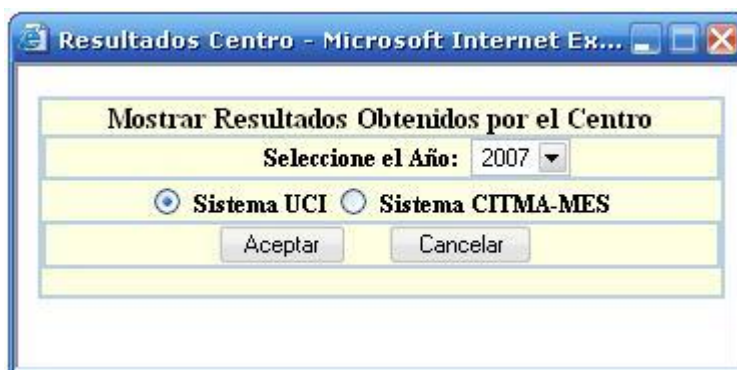 Resultados Centro - Microsoft Internet Ex...
Mostrar Resultados Obtenidos por el Centro
Seleccione el Año: 2007
Sistema UCI Sistema CITMA-MES
Aceptar Cancelar